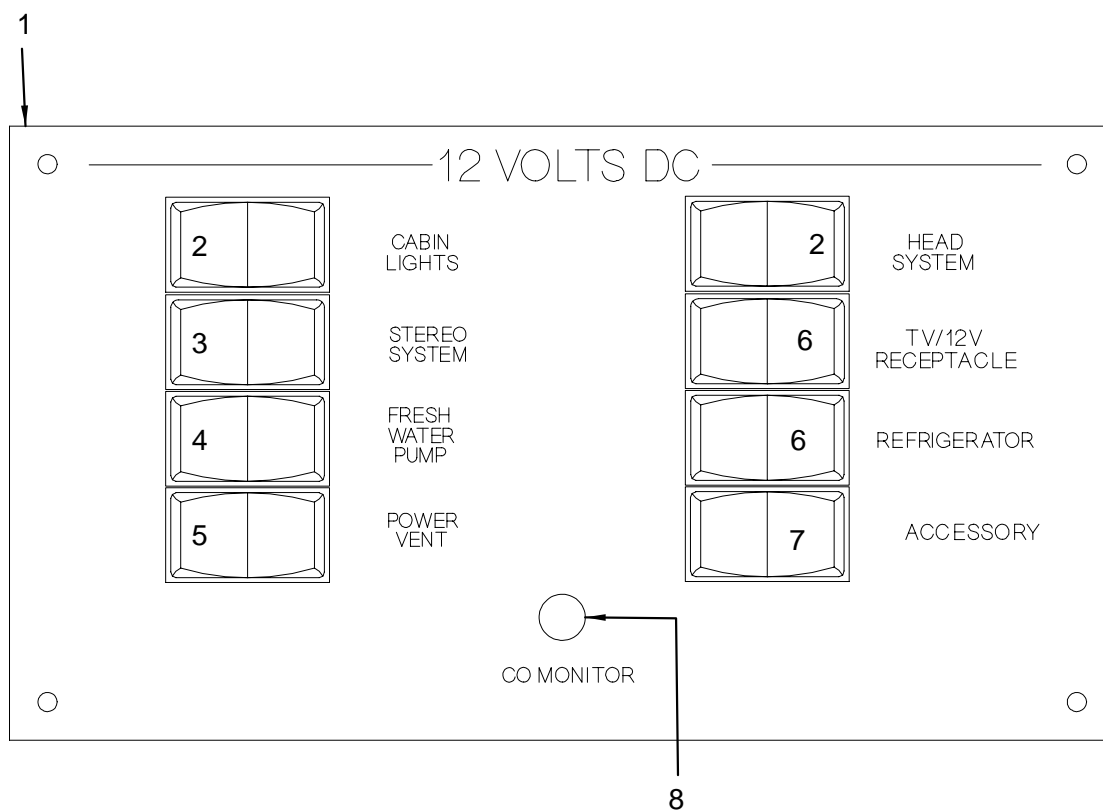 1
12 VOLTS DC
2
CABIN
LIGHTS
2
HEAD
SYSTEM
3
STEREO
SYSTEM
6
TV/12V
RECEPTACLE
4
FRESH
WATER
PUMP
6
REFRIGERATOR
5
POWER
VENT
7
ACCESSORY
CO MONITOR
8